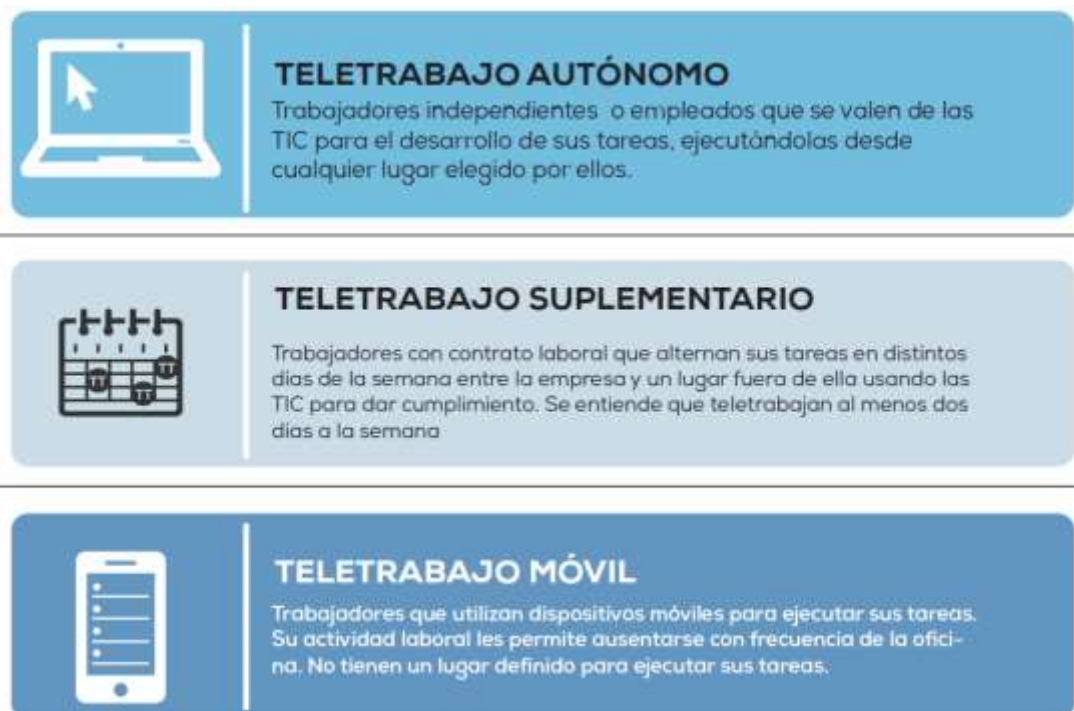 TELETRABAJO AUTÓNOMO
Trabajadores independientes o empleados que se valen de las
TIC para el desarrollo de sus tareas, ejecutándolas desde
cualquier lugar elegido por ellos.
TELETRABAJO SUPLEMENTARIO
Trabajadores con contrato laboral que alternan sus tareas en distintos
días de la semana entre la empresa y un lugar fuera de ella usando las
TIC para dar cumplimiento. Se entiende que teletrabajan al menos dos
días a la semana
TELETRABAJO MÓVIL
Trabajadores que utilizan dispositivos móviles para ejecutar sus tareas.
Su actividad laboral les permite ausentarse con frecuencia de la ofici-
na. No tienen un lugar definido para ejecutar sus tareas.